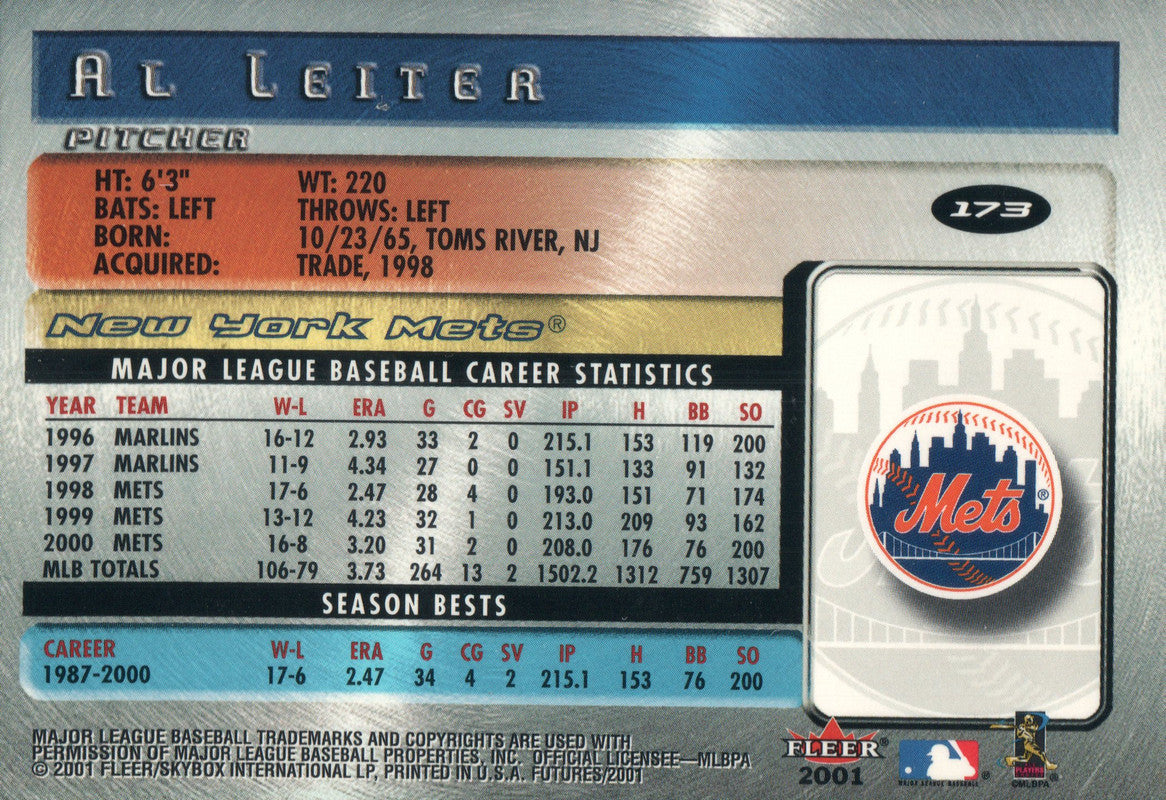 AL LEITER
PITCHER
HT: 6'3" WT: 220
BATS: LEFT THROWS: LEFT
BORN: 10/23/65, TOMS RIVER, NJ
ACQUIRED: TRADE, 1998
173
New York Mets®
MAJOR LEAGUE BASEBALL CAREER STATISTICS
YEAR TEAM W-L ERA G CG SV IP H BB SO
1996 MARLINS 16-12 2.93 33 2 0 215.1 153 119 200
1997 MARLINS 11-9 4.34 27 0 0 151.1 133 91 132
1998 METS 17-6 2.47 28 4 0 193.0 151 71 174
1999 METS 13-12 4.23 32 1 0 213.0 209 93 162
2000 METS 16-8 3.20 31 2 0 208.0 176 76 200
MLB TOTALS 106-79 3.73 264 13 2 1502.2 1312 759 1307
Mets®
SEASON BESTS
CAREER W-L ERA G CG SV IP H BB SO
1987-2000 17-6 2.47 34 4 2 215.1 153 76 200
MAJOR LEAGUE BASEBALL TRADEMARKS AND COPYRIGHTS ARE USED WITH
PERMISSION OF MAJOR LEAGUE BASEBALL PROPERTIES, INC. OFFICIAL LICENSEE—MLBPA
© 2001 FLEER/SKYBOX INTERNATIONAL LP, PRINTED IN U.S.A. FUTURES/2001
FLEER®
2001
MAJOR LEAGUE BASEBALL ®
PLAYERS ®
©MLBPA